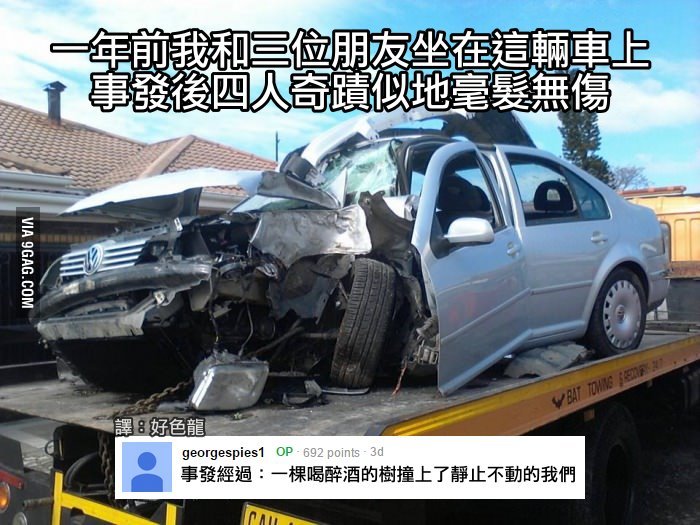 一年前我和三位朋友坐在這輛車上
事發後四人奇蹟似地毫髮無傷
VIA 9GAG.COM
BAT TOWING & RECOVERY 24/7
譯：好色龍
georgespies1 OP · 692 points · 3d
事發經過：一棵喝醉酒的樹撞上了靜止不動的我們